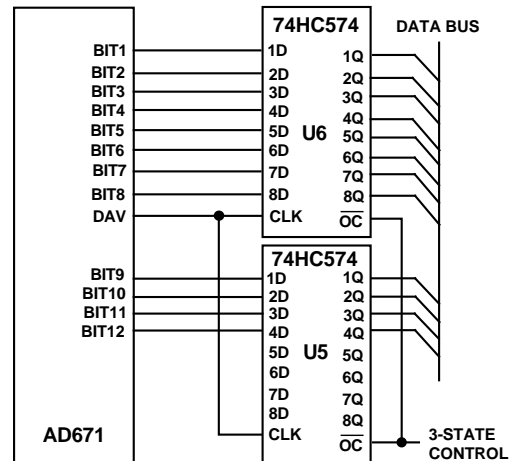 74HC574
DATA BUS
BIT1
BIT2
BIT3
BIT4
BIT5
BIT6
BIT7
BIT8
DAV
1D
2D
3D
4D
5D
6D
7D
8D
CLK
U6
1Q
2Q
3Q
4Q
5Q
6Q
7Q
8Q
OC
74HC574
BIT9
BIT10
BIT11
BIT12
1D
2D
3D
4D
5D
6D
7D
8D
CLK
U5
1Q
2Q
3Q
4Q
5Q
6Q
7Q
8Q
OC
AD671
3-STATE
CONTROL